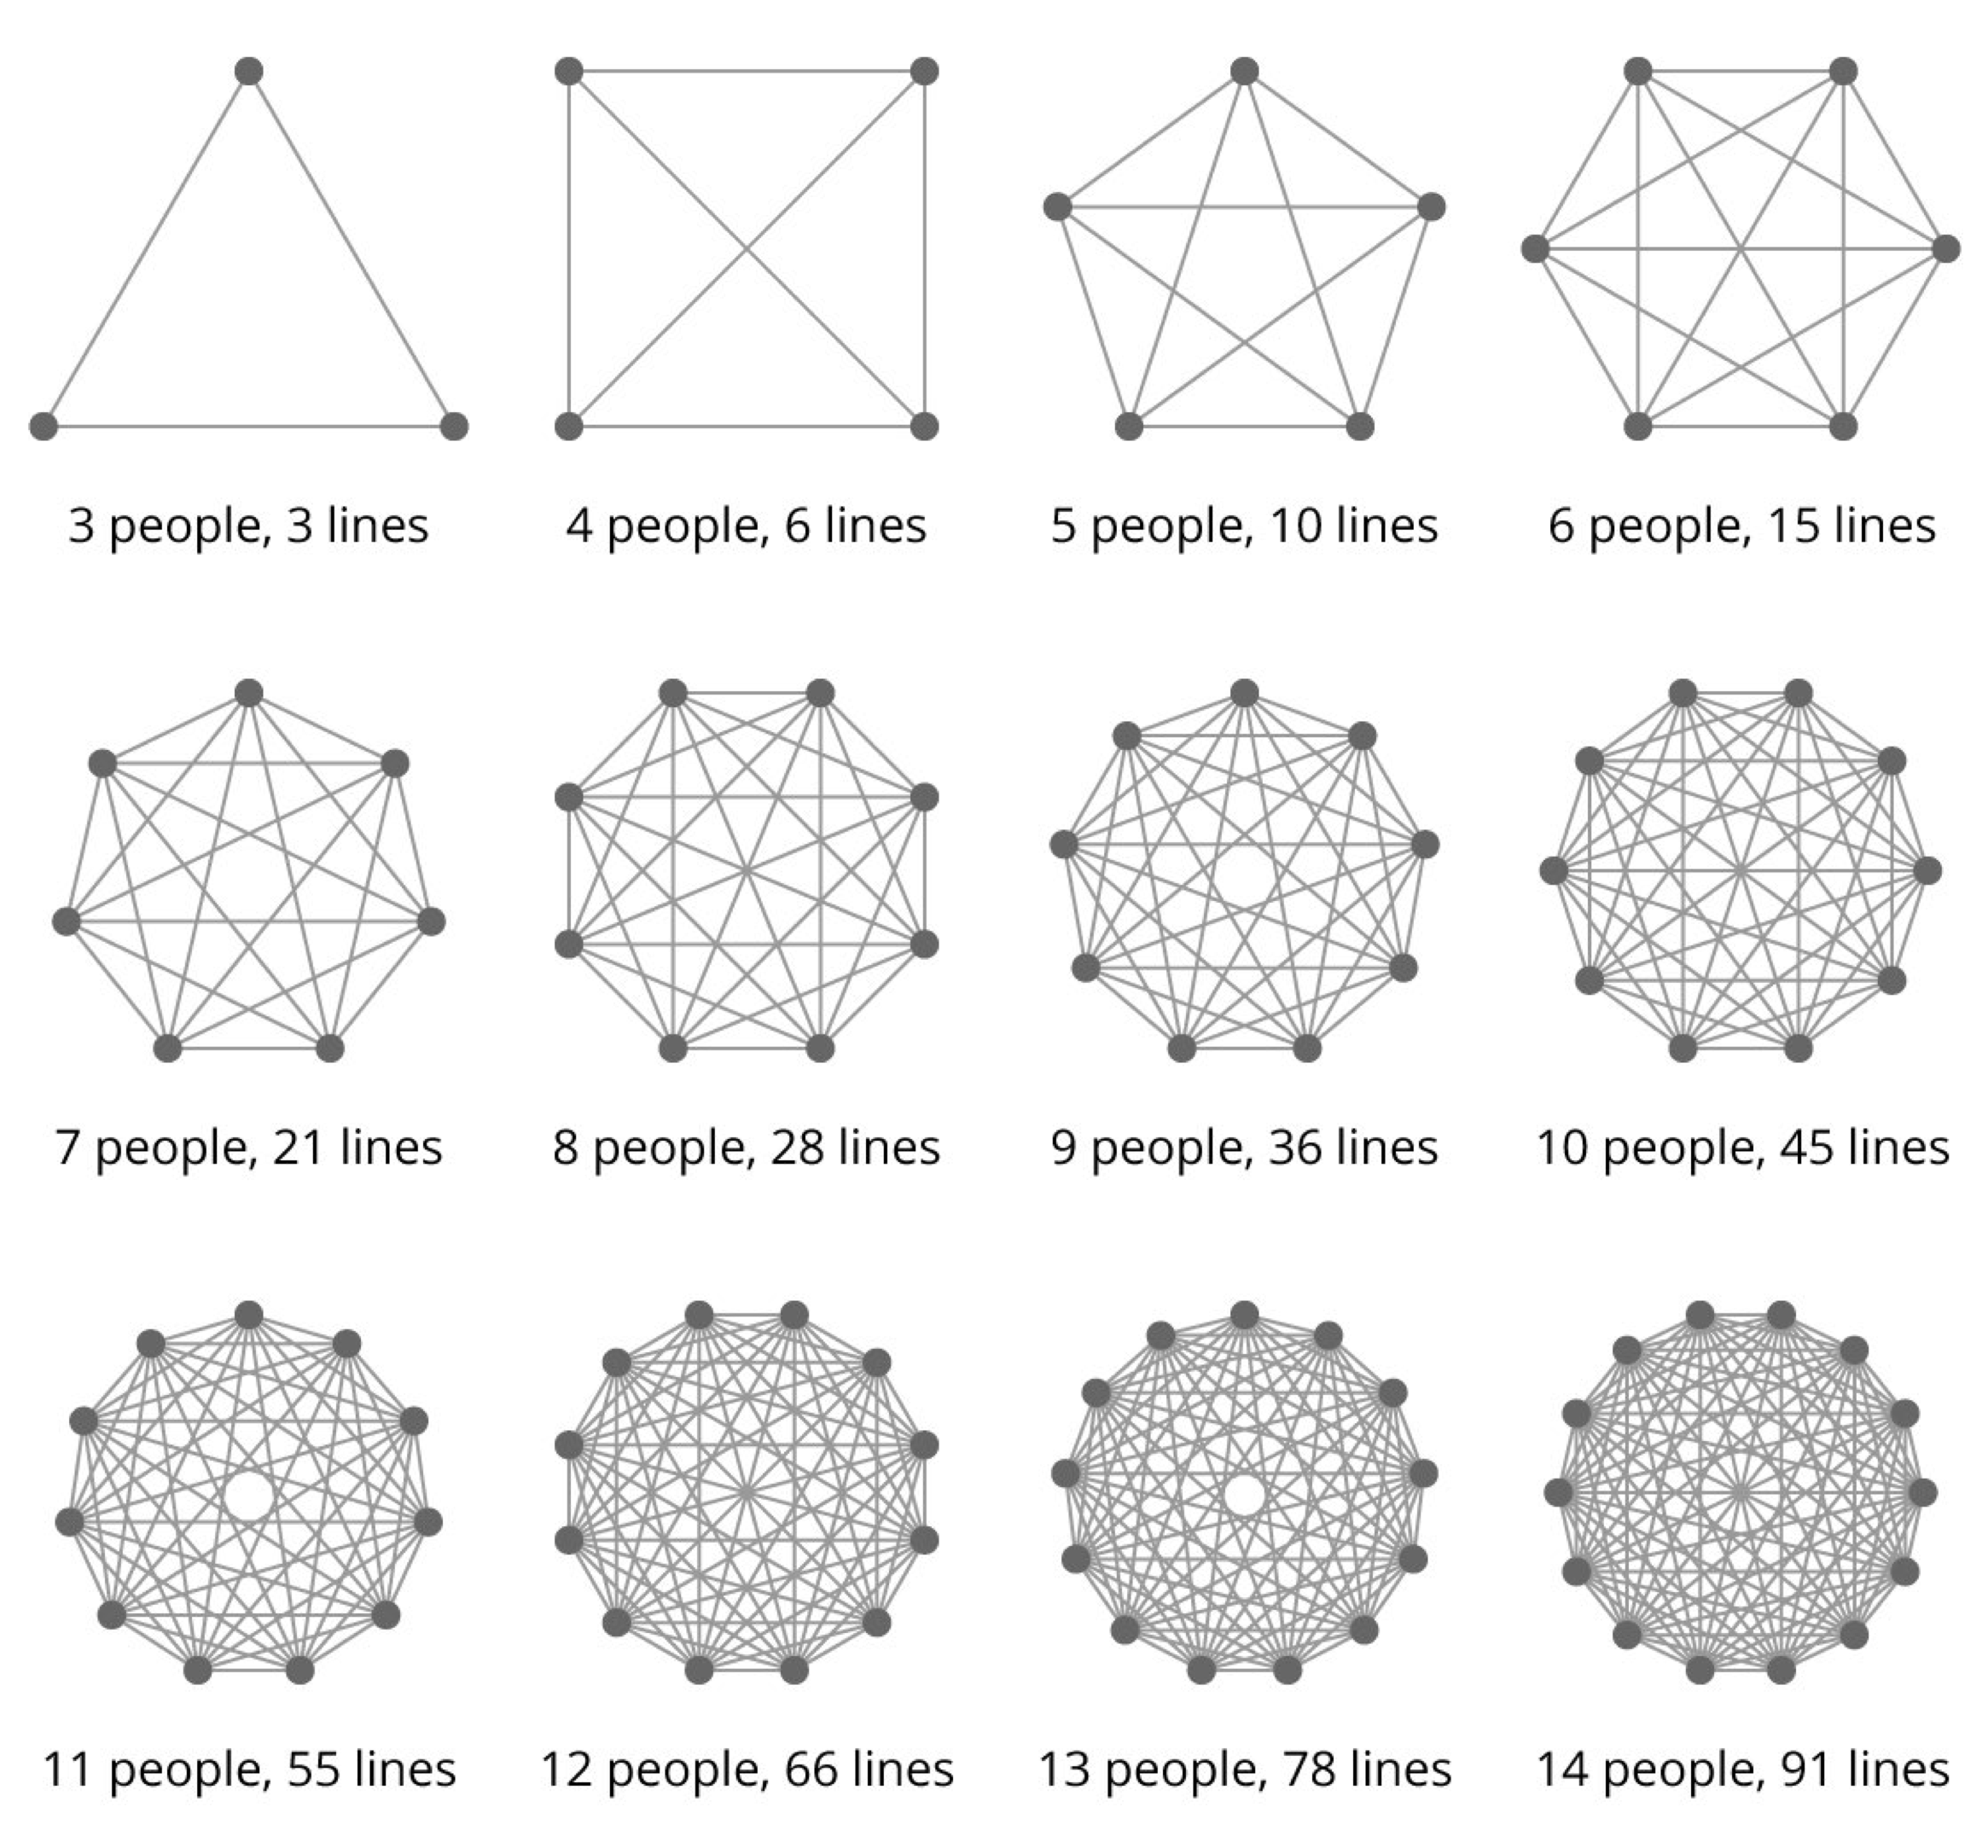 3 people, 3 lines
4 people, 6 lines
5 people, 10 lines
6 people, 15 lines
7 people, 21 lines
8 people, 28 lines
9 people, 36 lines
10 people, 45 lines
11 people, 55 lines
12 people, 66 lines
13 people, 78 lines
14 people, 91 lines